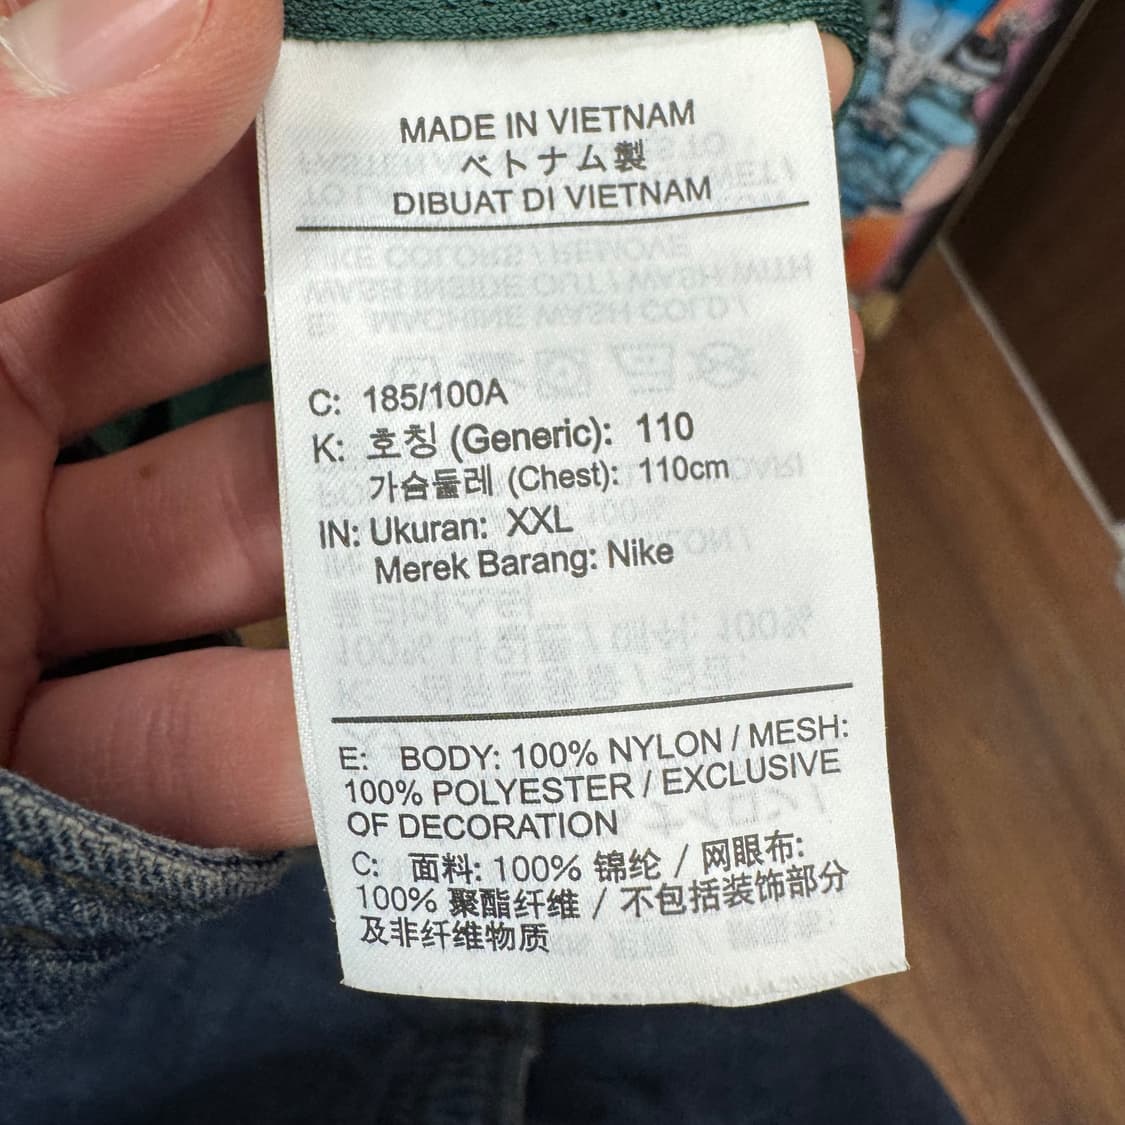 MADE IN VIETNAM
ベトナム製
DIBUAT DI VIETNAM
C: 185/100A
K: 호칭 (Generic): 110
가슴둘레 (Chest): 110cm
IN: Ukuran: XXL
Merek Barang: Nike
E: BODY: 100% NYLON / MESH:
100% POLYESTER / EXCLUSIVE
OF DECORATION
C: 面料: 100% 锦纶 / 网眼布:
100% 聚酯纤维 / 不包括装饰部分
及非纤维物质